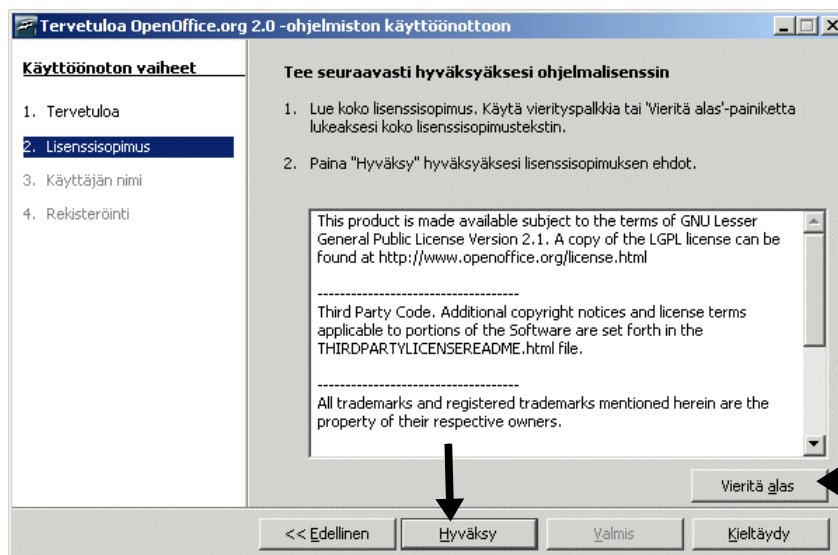 Tervetuloa OpenOffice.org 2.0 -ohjelmiston käyttöönottoon
Käyttöönoton vaiheet
1. Tervetuloa
2. Lisenssisopimus
3. Käyttäjän nimi
4. Rekisteröinti
Tee seuraavasti hyväksyäksesi ohjelmalisenssin
1. Lue koko lisenssisopimus. Käytä vierityspalkkia tai 'Vieritä alas'-painiketta
lukeaksesi koko lisenssisopimustekstin.
2. Paina "Hyväksy" hyväksyäksesi lisenssisopimuksen ehdot.
This product is made available subject to the terms of GNU Lesser
General Public License Version 2.1. A copy of the LGPL license can be
found at http://www.openoffice.org/license.html
------------------------------------
Third Party Code. Additional copyright notices and license terms
applicable to portions of the Software are set forth in the
THIRDPARTYLICENSEREADME.html file.
------------------------------------
All trademarks and registered trademarks mentioned herein are the
property of their respective owners.
Vieritä alas
<< Edellinen
Hyväksy
Valmis
Kieltäydy